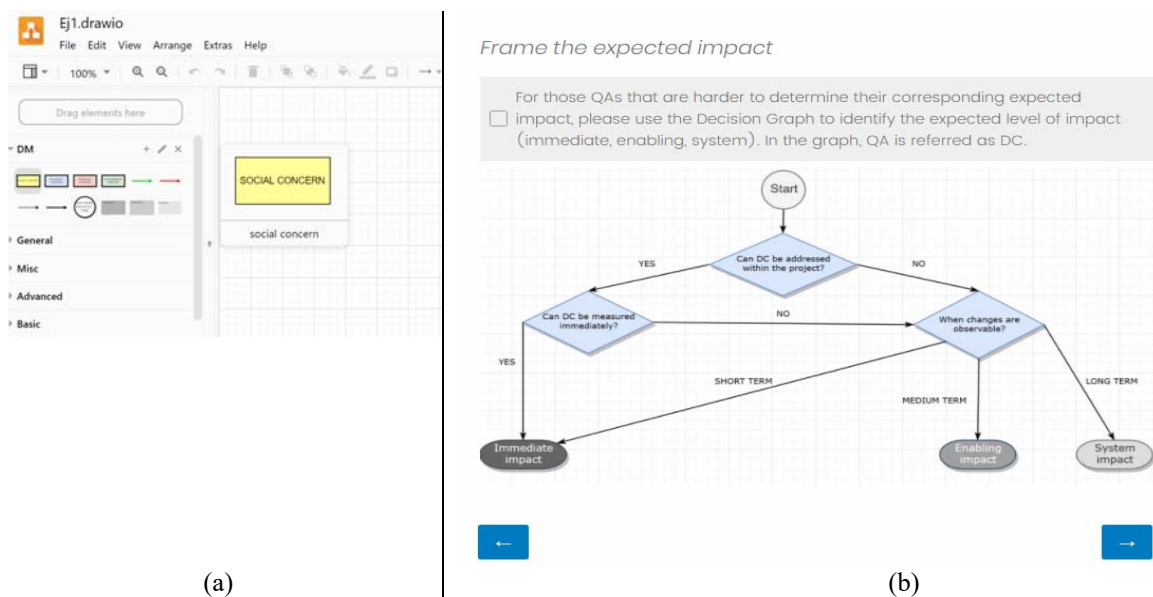 Ej1.drawio
File Edit View Arrange Extras Help
100%
Drag elements here
DM
General
Misc
Advanced
Basic
SOCIAL CONCERN
social concern
(a)
Frame the expected impact
For those QAs that are harder to determine their corresponding expected
impact, please use the Decision Graph to identify the expected level of impact
(immediate, enabling, system). In the graph, QA is referred as DC.
Start
Can DC be addressed
within the project?
YES
NO
Can DC be measured
immediately?
NO
When changes are
observable?
YES
SHORT TERM
MEDIUM TERM
LONG TERM
Immediate
impact
Enabling
impact
System
impact
(b)